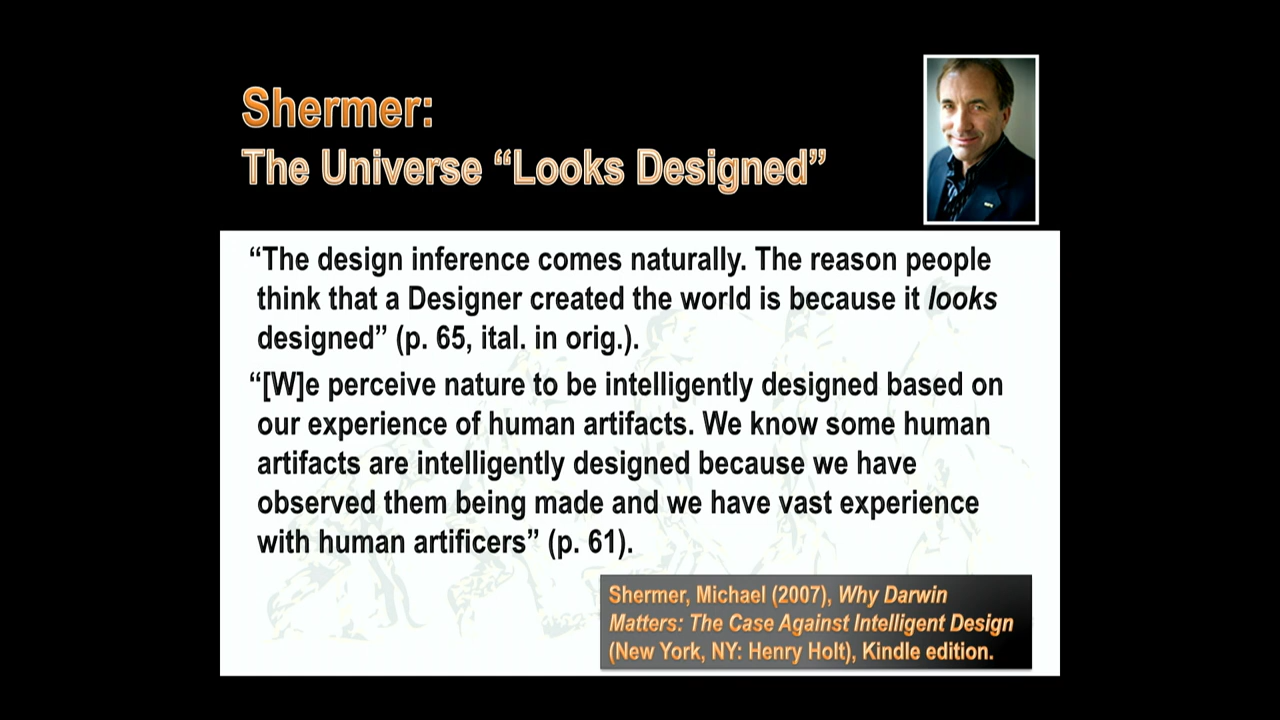 Shermer:
The Universe “Looks Designed”
“The design inference comes naturally. The reason people
think that a Designer created the world is because it looks
designed” (p. 65, ital. in orig.).
“[W]e perceive nature to be intelligently designed based on
our experience of human artifacts. We know some human
artifacts are intelligently designed because we have
observed them being made and we have vast experience
with human artificers” (p. 61).
Shermer, Michael (2007), Why Darwin
Matters: The Case Against Intelligent Design
(New York, NY: Henry Holt), Kindle edition.